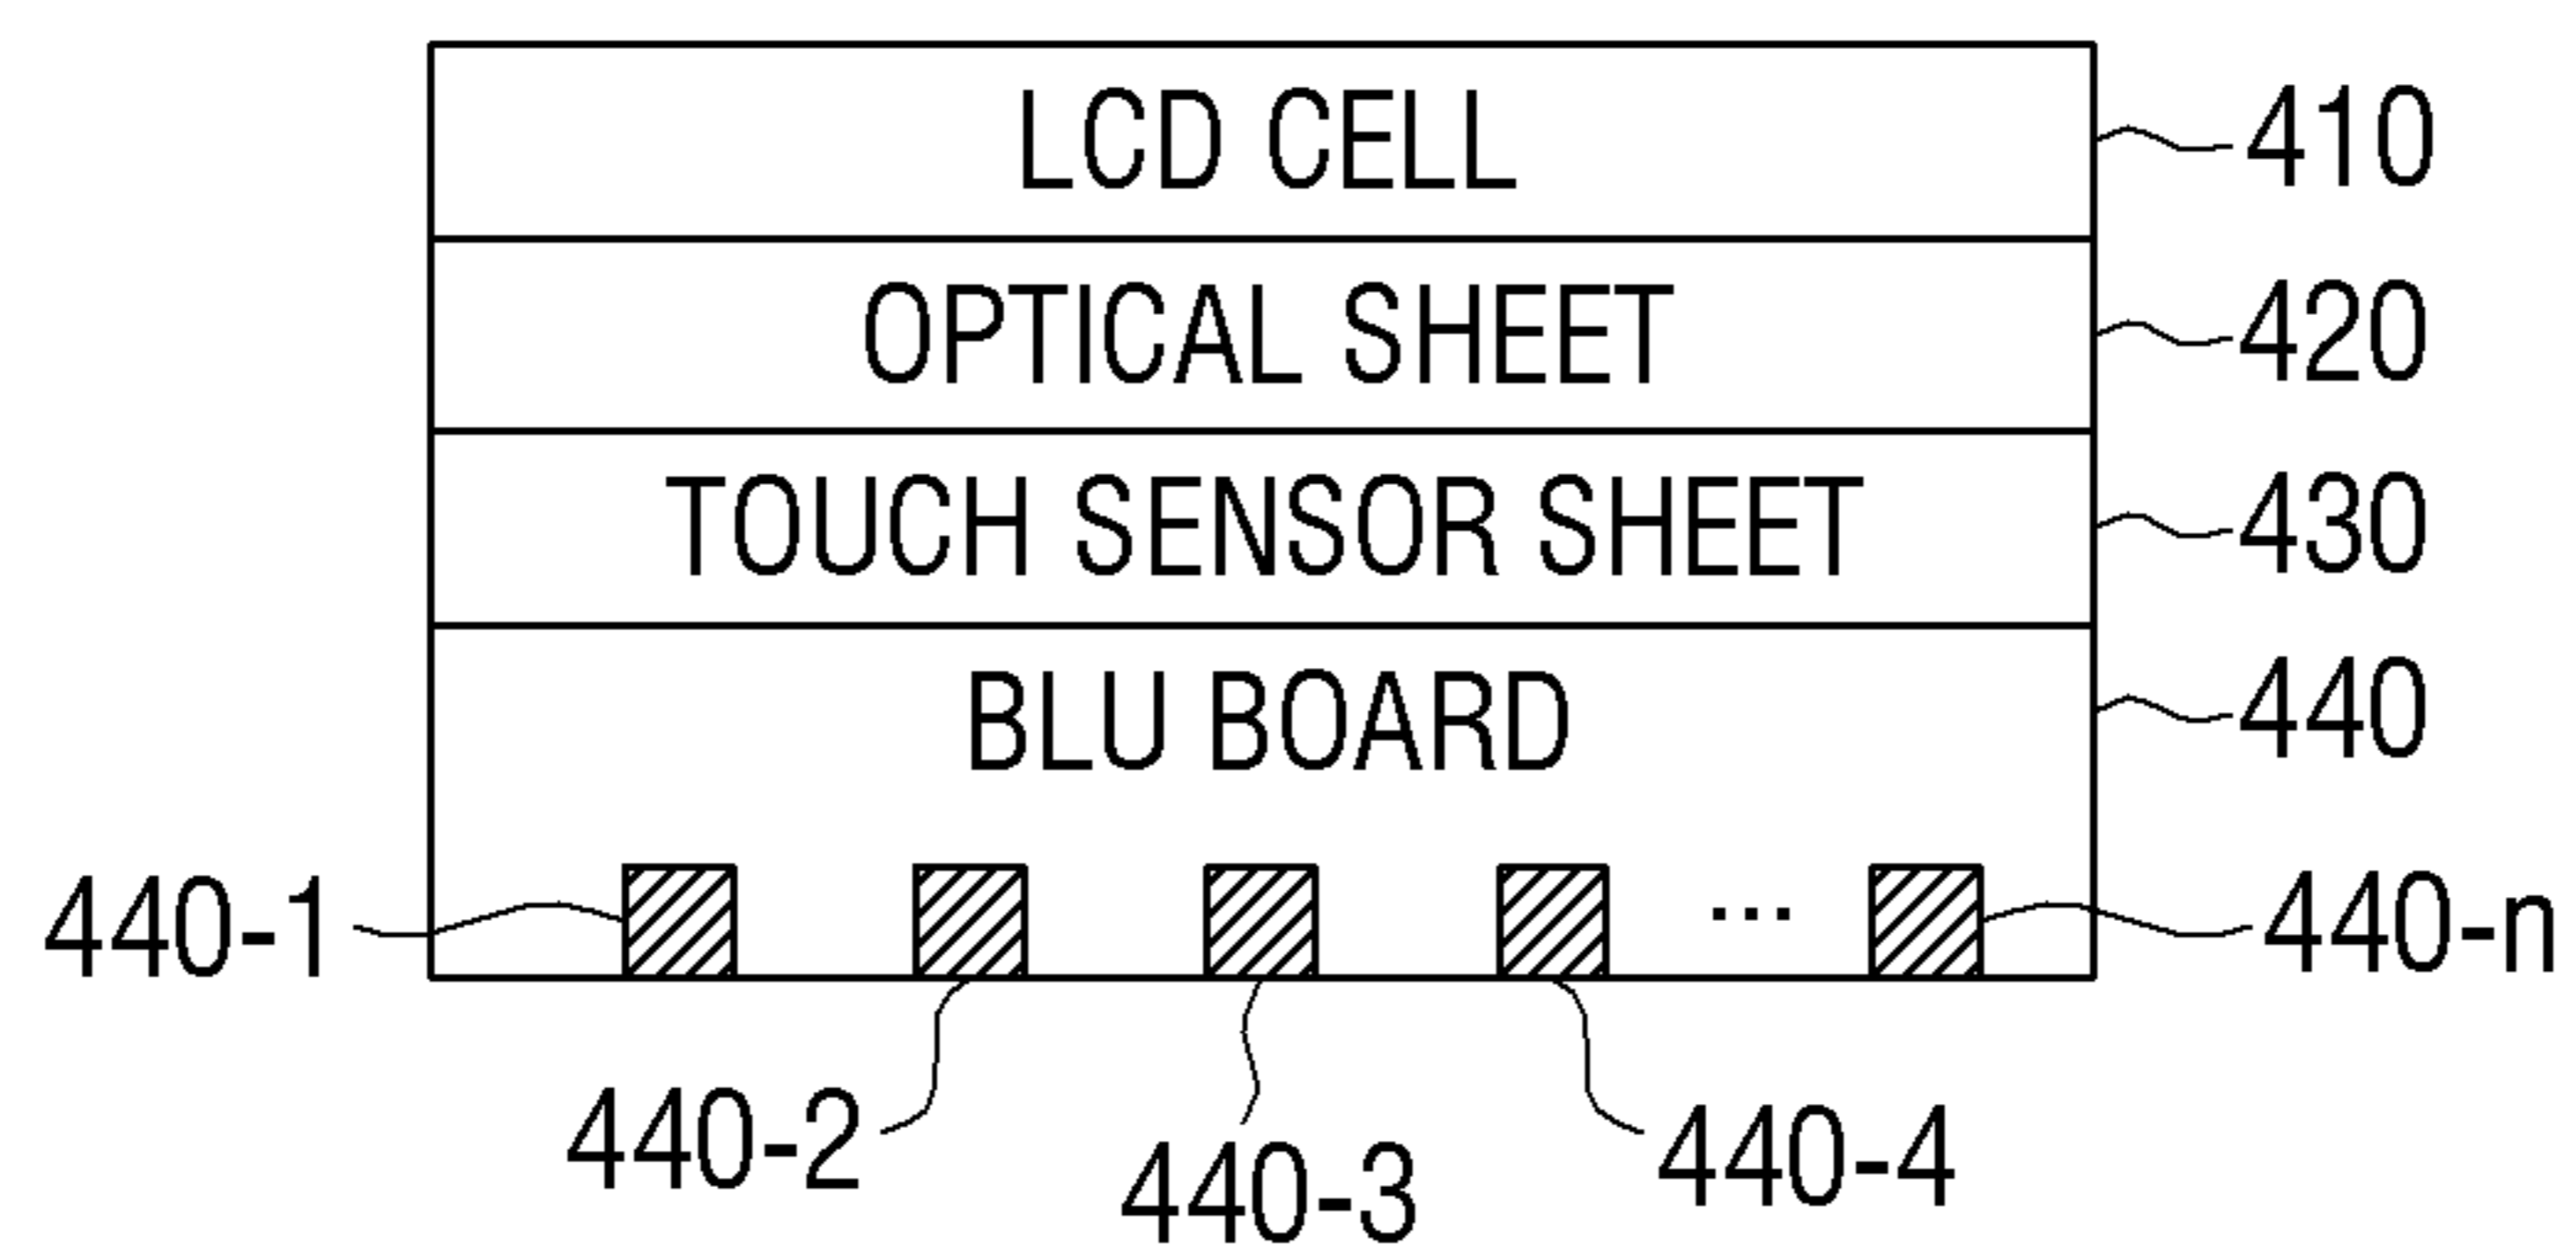 LCD CELL
410
OPTICAL SHEET
420
TOUCH SENSOR SHEET
430
BLU BOARD
440
440-1
...
440-n
440-2
440-3
440-4